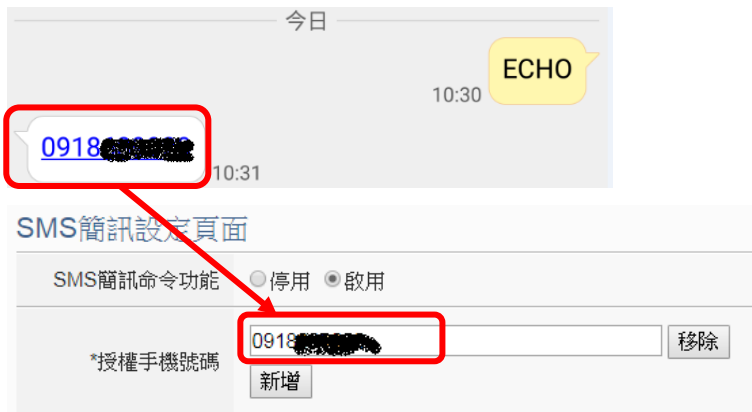 今日
ECHO
10:30
0918
10:31
SMS簡訊設定頁面
SMS簡訊命令功能 停用 啟用
*授權手機號碼 0918 移除
新增